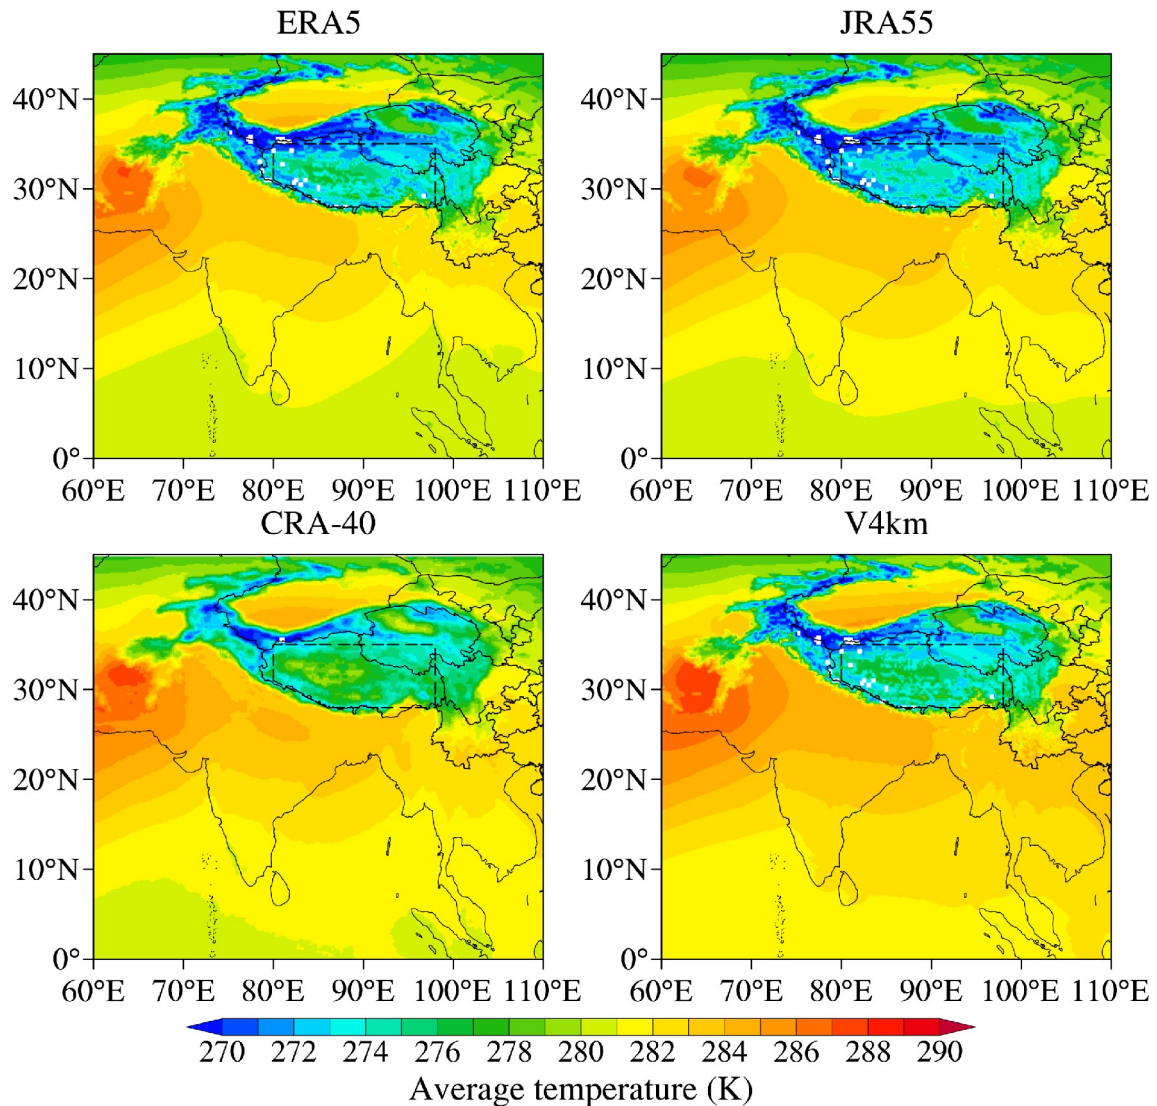 ERA5 JRA55
40°N 40°N
30°N 30°N
20°N 20°N
10°N 10°N
0° 0°
60°E 70°E 80°E 90°E 100°E 110°E 60°E 70°E 80°E 90°E 100°E 110°E
CRA-40 V4km
40°N 40°N
30°N 30°N
20°N 20°N
10°N 10°N
0° 0°
60°E 70°E 80°E 90°E 100°E 110°E 60°E 70°E 80°E 90°E 100°E 110°E
270 272 274 276 278 280 282 284 286 288 290
Average temperature (K)